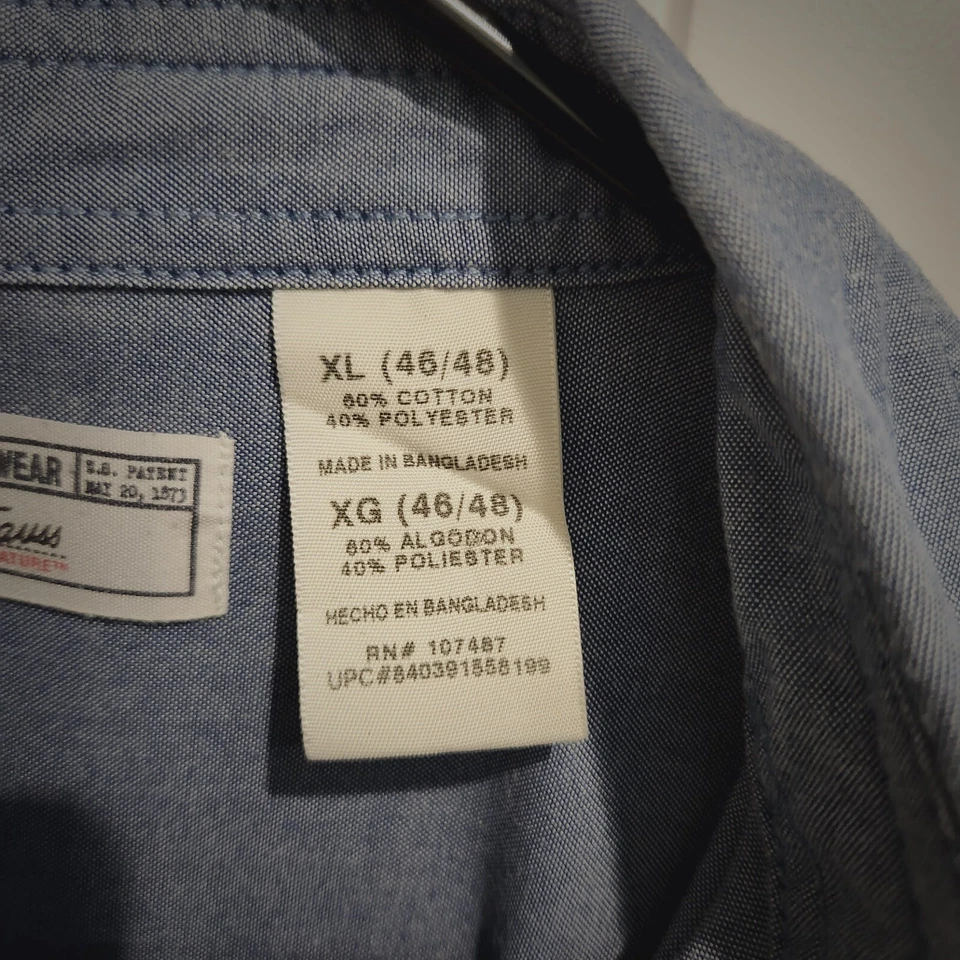 WEAR
U.S. PATENT
MAY 20, 1873
XL (46/48)
60% COTTON
40% POLYESTER
MADE IN BANGLADESH
XG (46/48)
60% ALGODON
40% POLIESTER
HECHO EN BANGLADESH
RN# 107487
UPC#840391558199